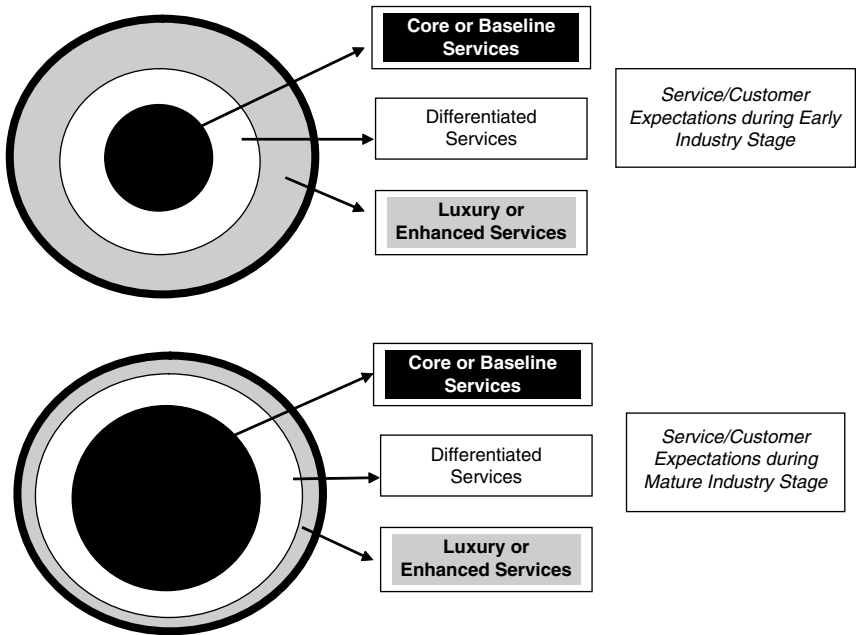 Core or Baseline
Services
Differentiated
Services
Luxury or
Enhanced Services
Service/Customer
Expectations during Early
Industry Stage
Core or Baseline
Services
Differentiated
Services
Luxury or
Enhanced Services
Service/Customer
Expectations during
Mature Industry Stage